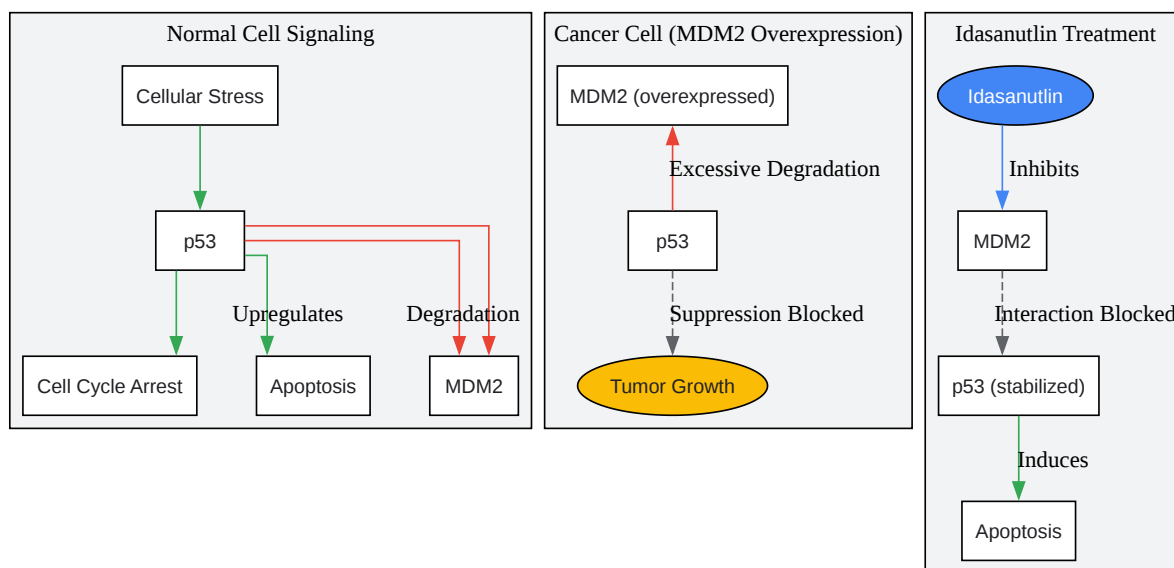 Normal Cell Signaling
Cellular Stress
p53
Upregulates
Degradation
Cell Cycle Arrest
Apoptosis
MDM2
Cancer Cell (MDM2 Overexpression)
MDM2 (overexpressed)
Excessive Degradation
p53
Suppression Blocked
Tumor Growth
Idasanutlin Treatment
Idasanutlin
Inhibits
MDM2
Interaction Blocked
p53 (stabilized)
Induces
Apoptosis